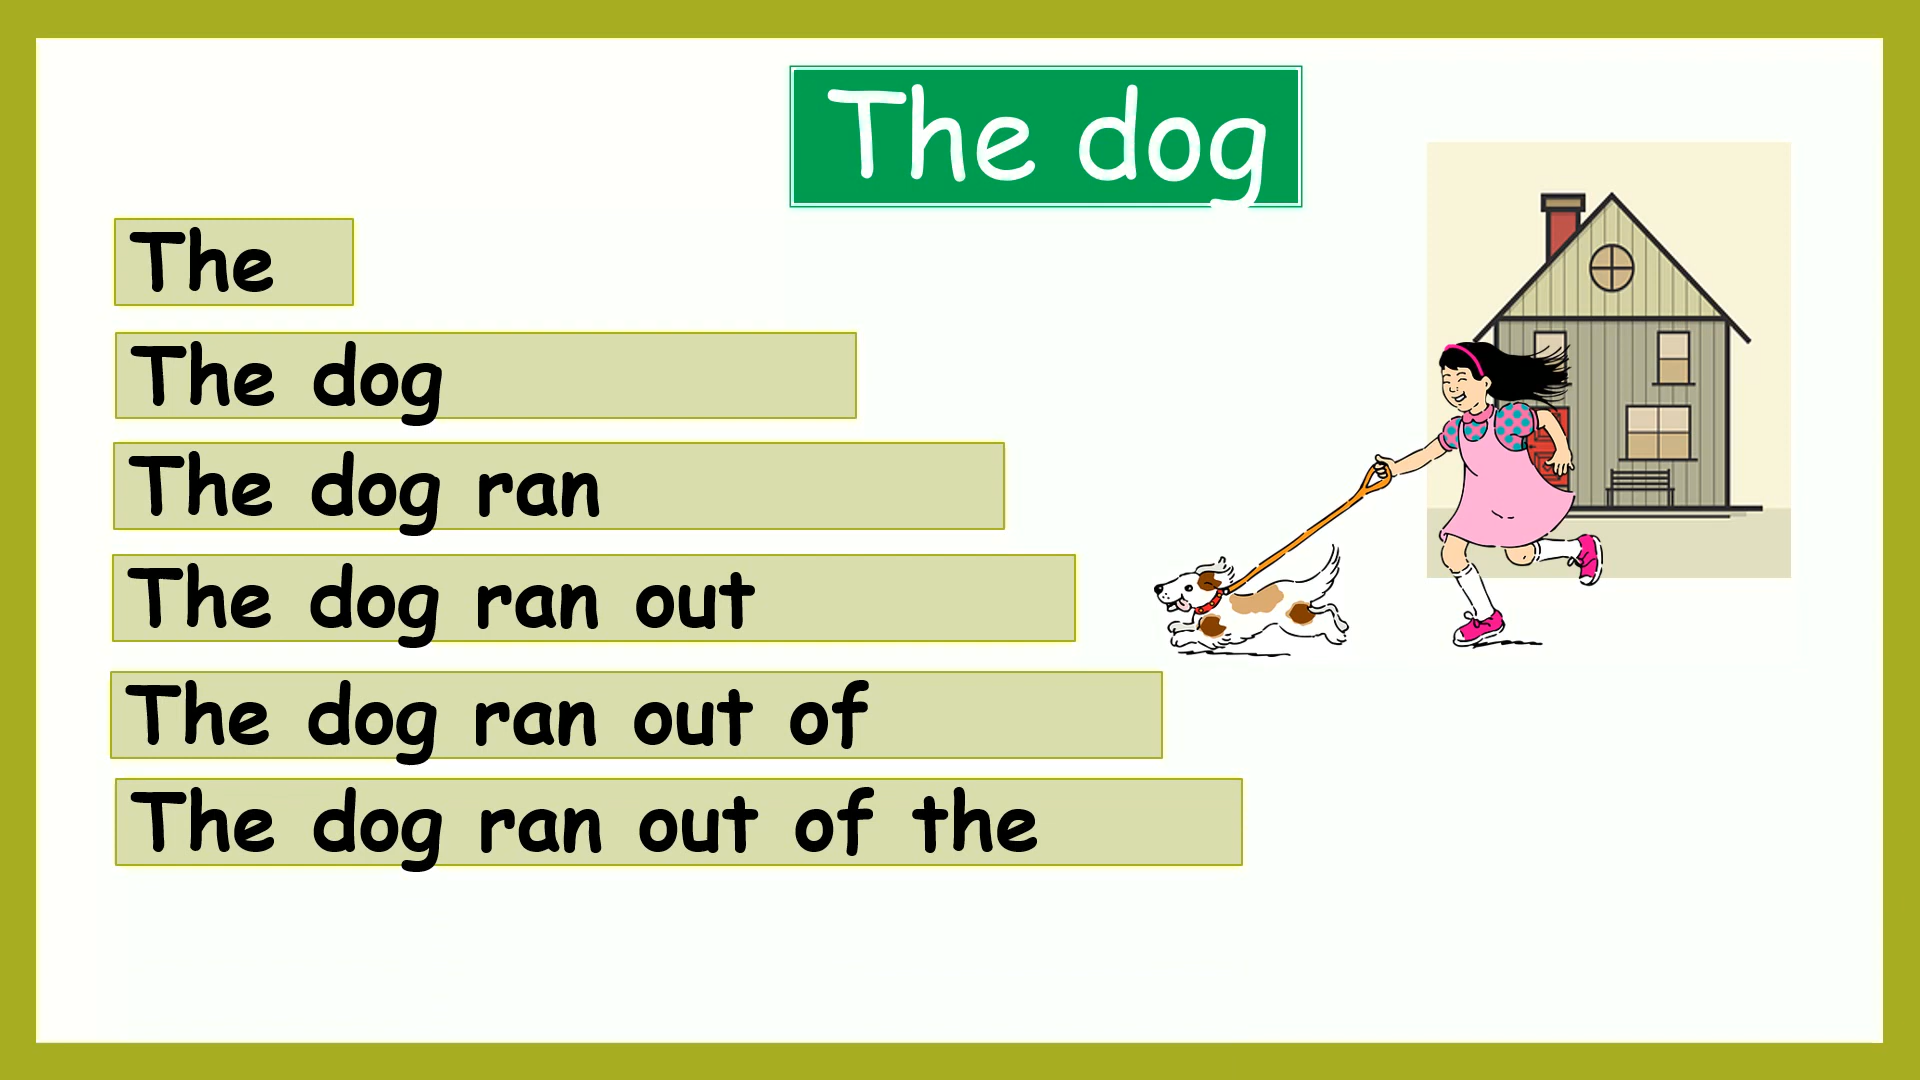 The dog
The
The dog
The dog ran
The dog ran out
The dog ran out of
The dog ran out of the